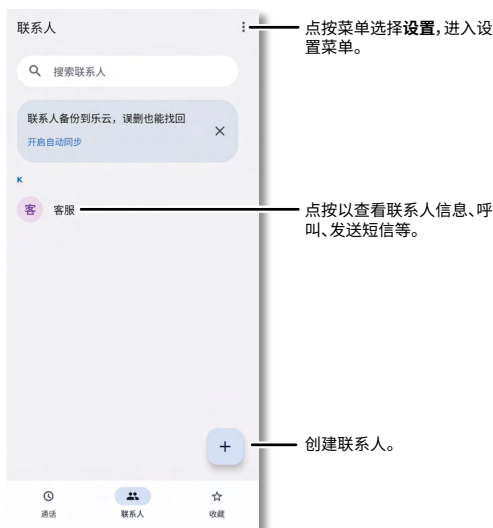 联系人
点按菜单选择设置，进入设
置菜单。
搜索联系人
联系人备份到乐云，误删也能找回
开启自动同步
K
客 客服
点按以查看联系人信息、呼
叫、发送短信等。
创建联系人。
通话 联系人 收藏